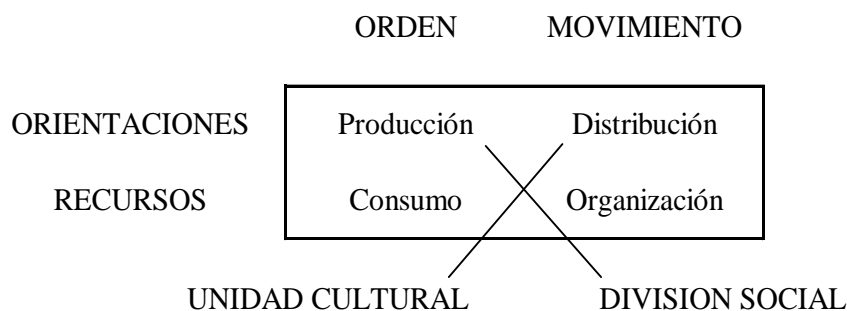 ORDEN MOVIMIENTO
ORIENTACIONES Producción Distribución
RECURSOS Consumo Organización
UNIDAD CULTURAL DIVISION SOCIAL